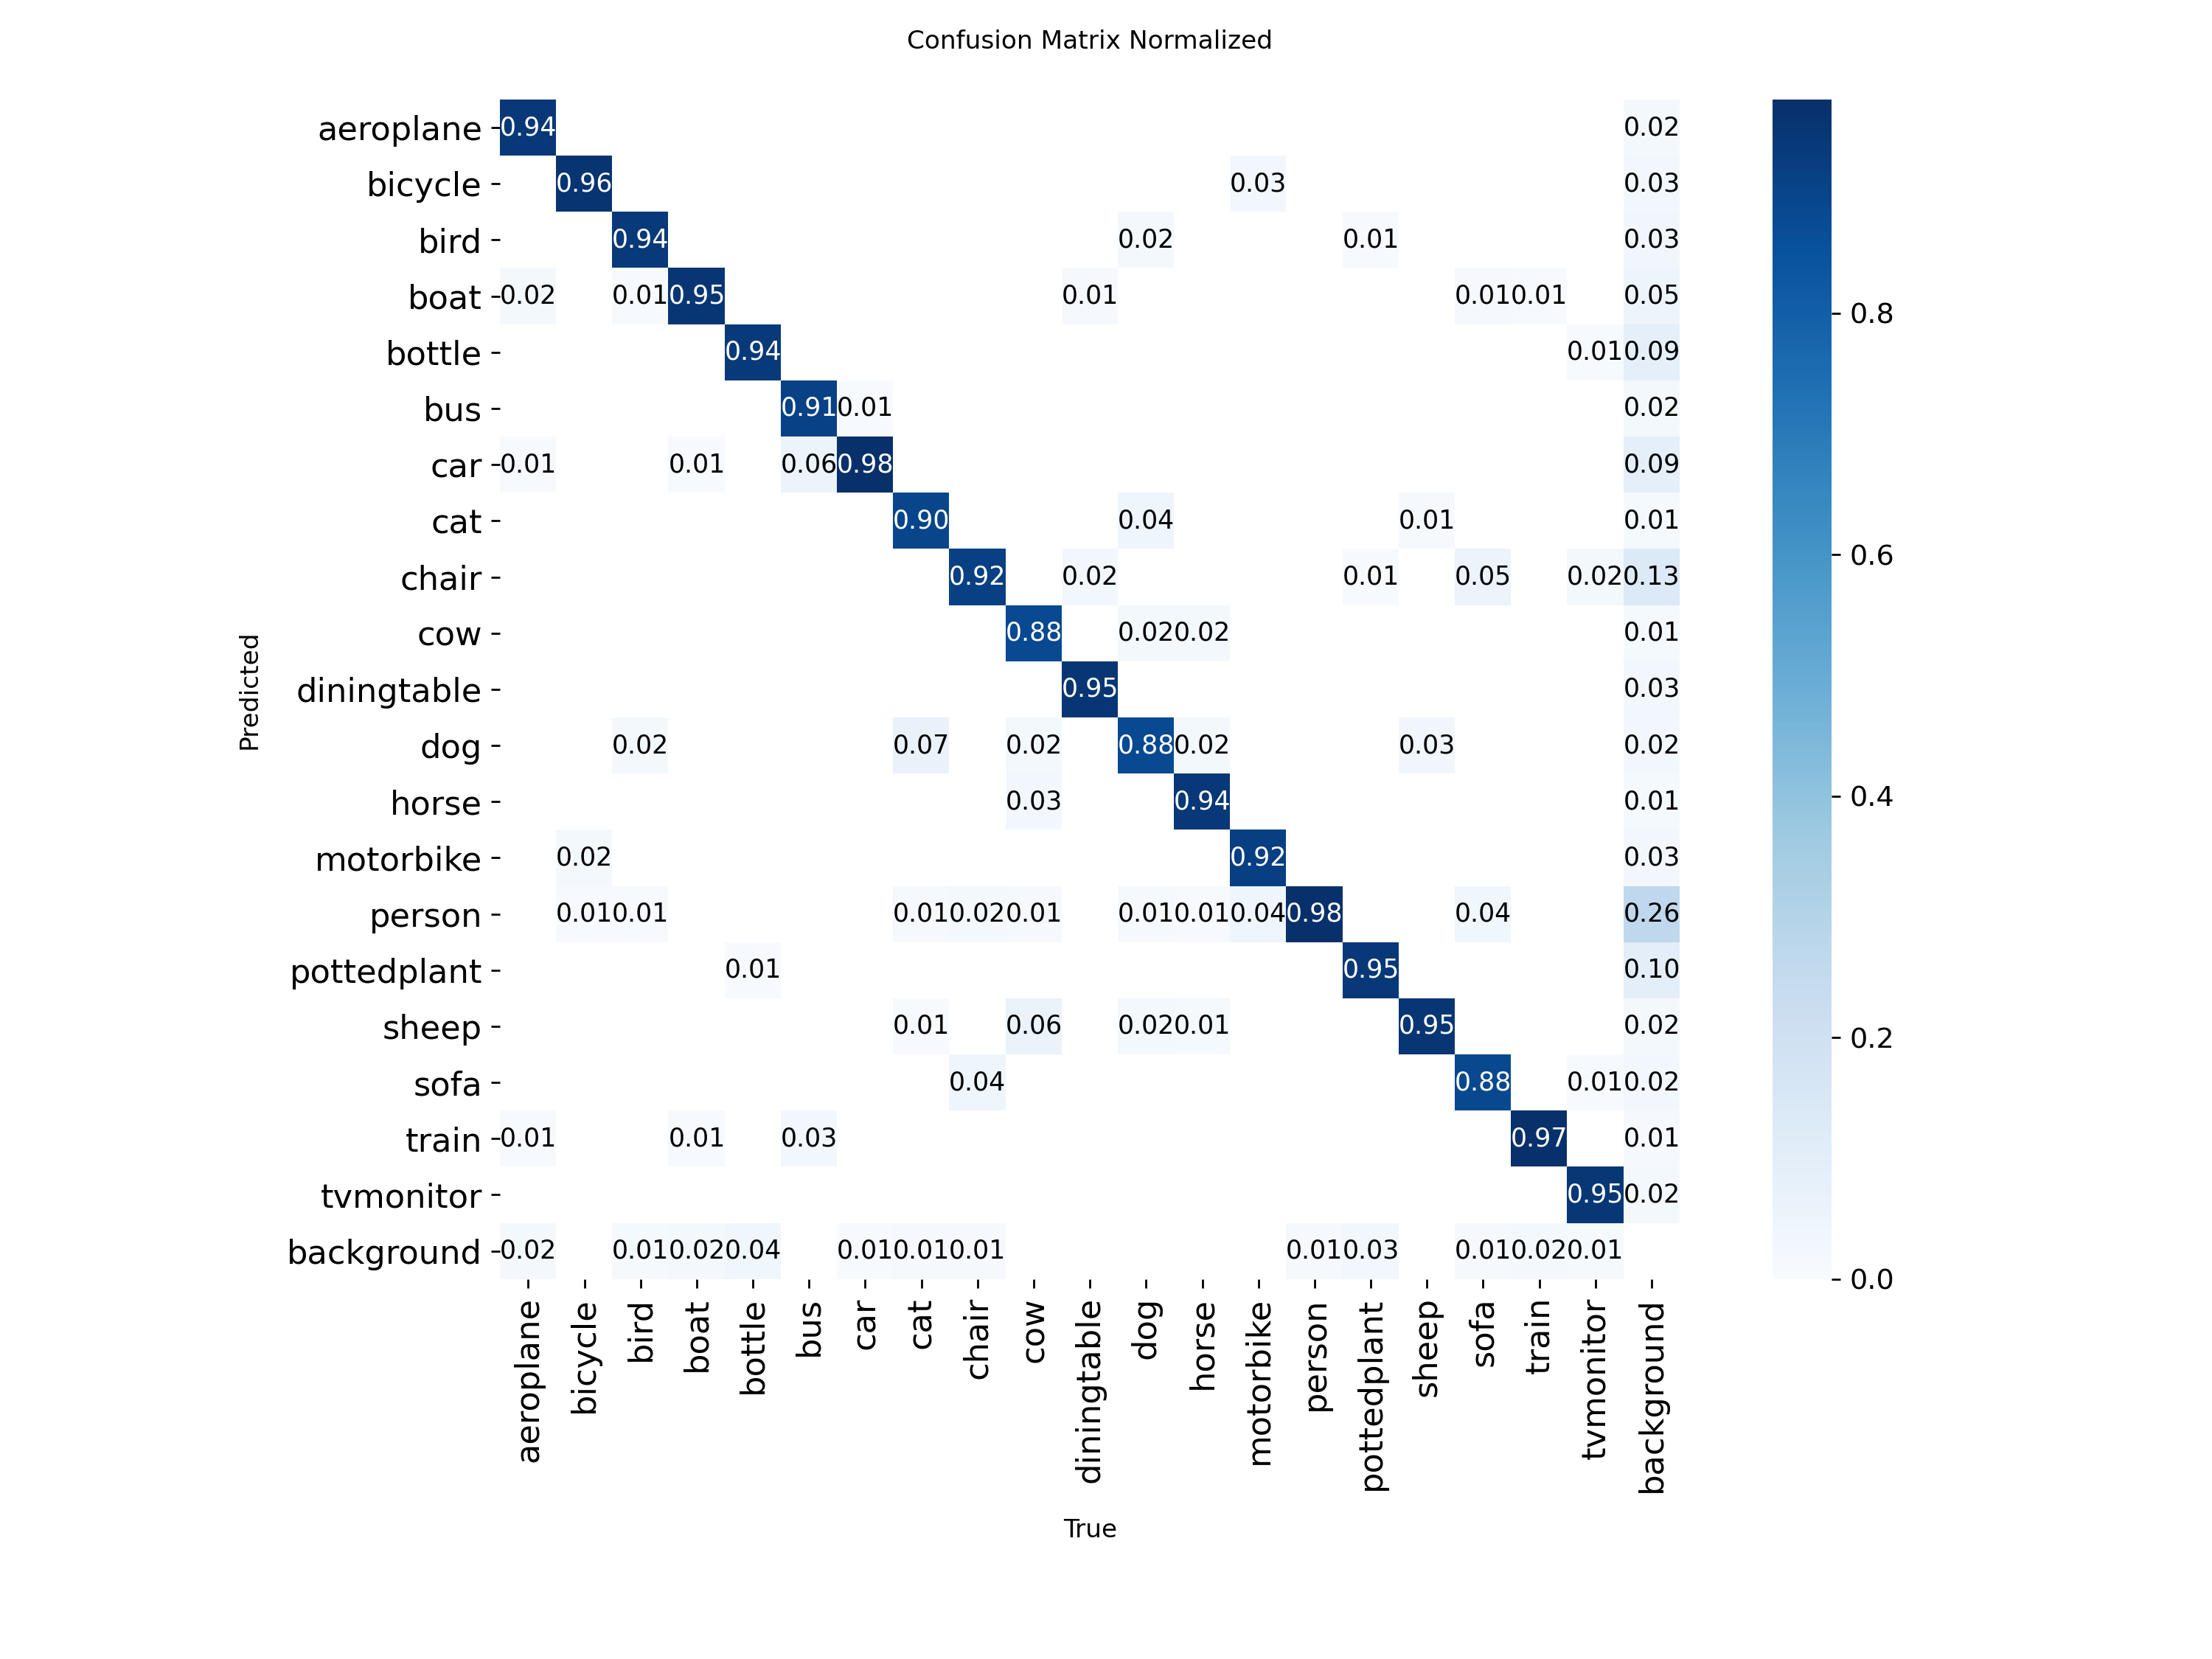 Confusion Matrix Normalized
aeroplane 0.94 0.02
bicycle 0.96 0.03 0.03
bird 0.94 0.02 0.01 0.03
boat 0.02 0.01 0.95 0.01 0.01 0.01 0.05
bottle 0.94 0.01 0.09
bus 0.91 0.01 0.02
car 0.01 0.01 0.06 0.98 0.09
cat 0.90 0.04 0.01 0.01
chair 0.92 0.02 0.01 0.05 0.02 0.13
cow 0.88 0.02 0.02 0.01
diningtable 0.95 0.03
dog 0.02 0.07 0.02 0.88 0.02 0.03 0.02
horse 0.03 0.94 0.01
motorbike 0.02 0.92 0.03
person 0.01 0.01 0.01 0.02 0.01 0.01 0.01 0.04 0.98 0.04 0.26
pottedplant 0.01 0.95 0.10
sheep 0.01 0.06 0.02 0.01 0.95 0.02
sofa 0.04 0.88 0.01 0.02
train 0.01 0.01 0.03 0.97 0.01
tvmonitor 0.95 0.02
background 0.02 0.01 0.02 0.04 0.01 0.01 0.01 0.01 0.03 0.01 0.02 0.01
Predicted
aeroplane
bicycle
bird
boat
bottle
bus
car
cat
chair
cow
diningtable
dog
horse
motorbike
person
pottedplant
sheep
sofa
train
tvmonitor
background
True
0.8
0.6
0.4
0.2
0.0